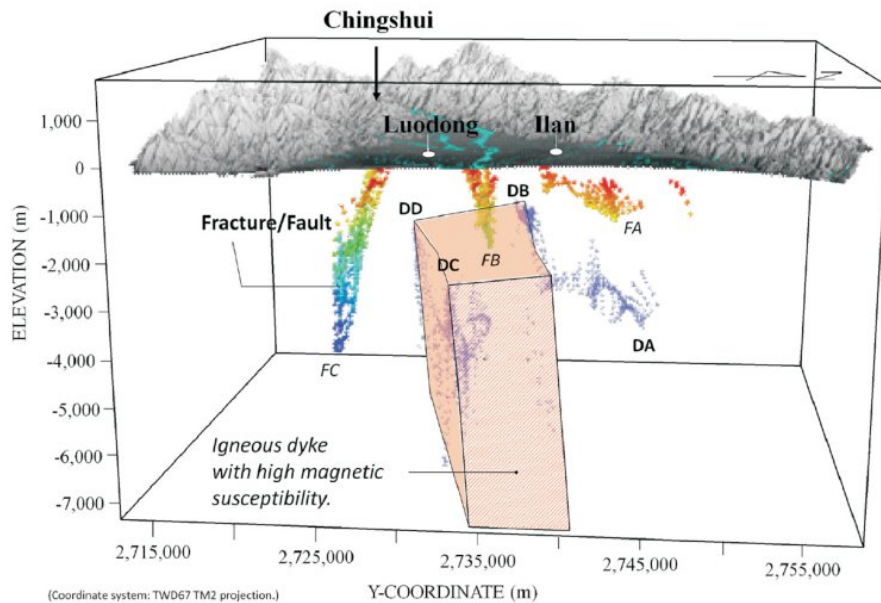 Chingshui
Luodong
Ilan
1,000
0
-1,000
-2,000
-3,000
-4,000
-5,000
-6,000
-7,000
ELEVATION (m)
Fracture/Fault
DD
DB
DC
FB
FA
DA
FC
Igneous dyke
with high magnetic
susceptibility.
2,715,000
2,725,000
2,735,000
2,745,000
2,755,000
Y-COORDINATE (m)
(Coordinate system: TWD67 TM2 projection.)